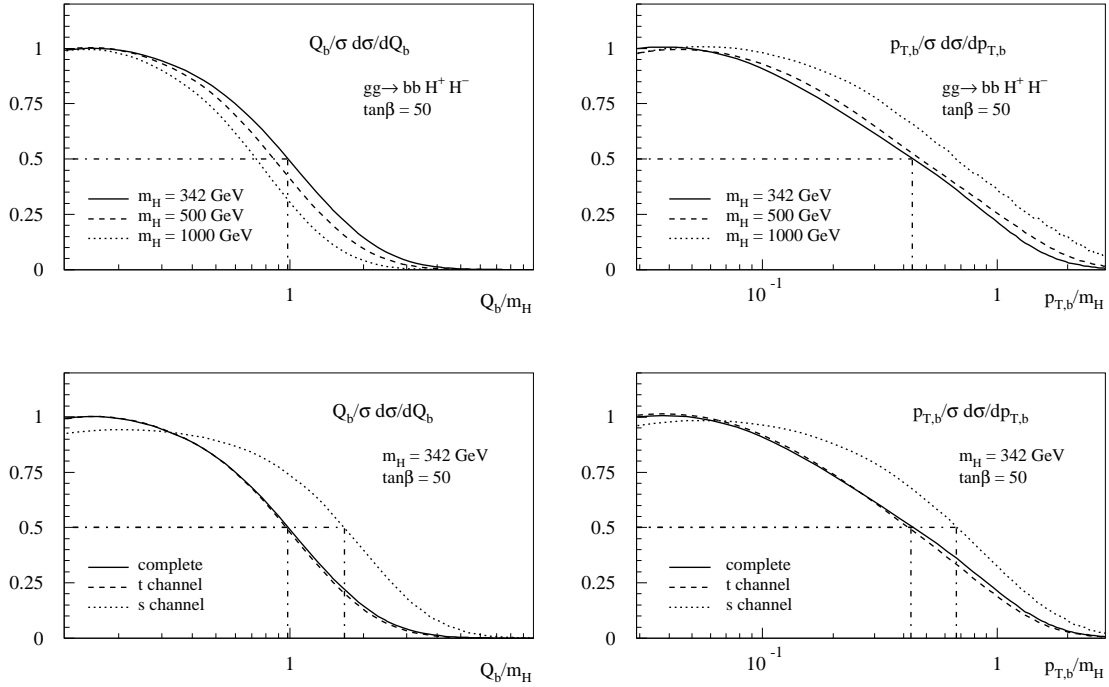 Q_b/σ dσ/dQ_b
gg→ bb H^+ H^−
tanβ = 50
1
0.75
0.5
0.25
0
m_H = 342 GeV
m_H = 500 GeV
m_H = 1000 GeV
1
Q_b/m_H
p_T,b/σ dσ/dp_T,b
gg→ bb H^+ H^−
tanβ = 50
1
0.75
0.5
0.25
0
m_H = 342 GeV
m_H = 500 GeV
m_H = 1000 GeV
10^-1 1
p_T,b/m_H
Q_b/σ dσ/dQ_b
m_H = 342 GeV
tanβ = 50
1
0.75
0.5
0.25
0
complete
t channel
s channel
1
Q_b/m_H
p_T,b/σ dσ/dp_T,b
m_H = 342 GeV
tanβ = 50
1
0.75
0.5
0.25
0
complete
t channel
s channel
10^-1 1
p_T,b/m_H